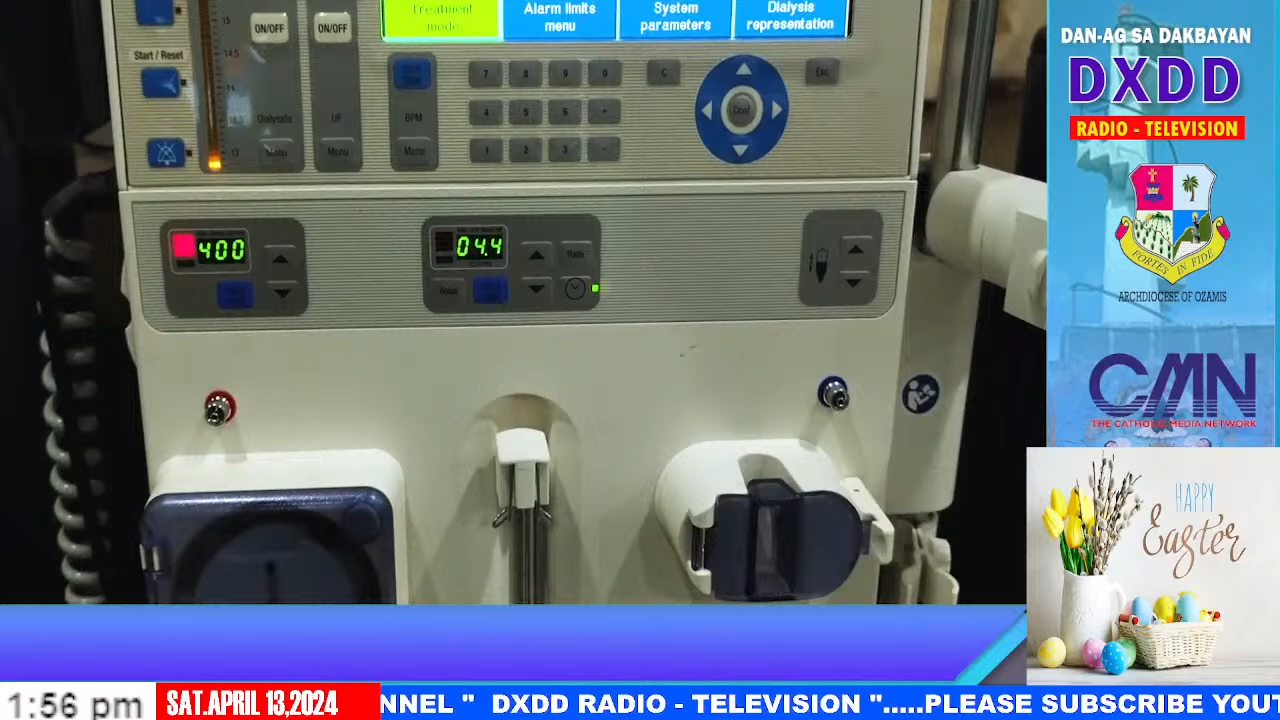 Treatment
mode
Alarm limits
menu
System
parameters
Dialysis
representation
DAN-AG SA DAKBAYAN
DXDD
RADIO - TELEVISION
FORTES IN FIDE
ARCHDIOCESE OF OZAMIS
CMN
THE CATHOLIC MEDIA NETWORK
HAPPY
Easter
ON/OFF
ON/OFF
Start / Reset
15
14.5
14
13
Dialysate
Menu
UF
Menu
BPM
Menu
7 8 9 0 C Esc
4 5 6 +
1 2 3 -
400
04.4
Rate
1:56 pm
SAT.APRIL 13,2024
NNEL " DXDD RADIO - TELEVISION ".....PLEASE SUBSCRIBE YOUT